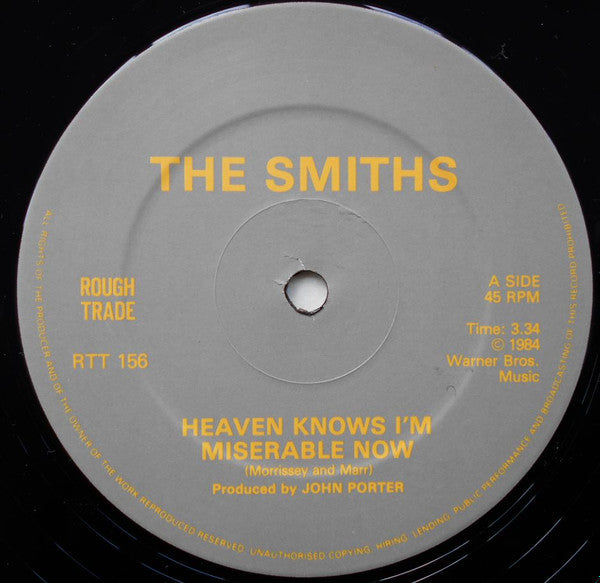 THE SMITHS
ROUGH
TRADE
RTT 156
A SIDE
45 RPM
Time: 3.34
© 1984
Warner Bros.
Music
HEAVEN KNOWS I'M
MISERABLE NOW
(Morrissey and Marr)
Produced by JOHN PORTER
ALL RIGHTS OF THE PRODUCER AND OF THE OWNER OF THE WORK REPRODUCED RESERVED. UNAUTHORISED COPYING, HIRING, LENDING, PUBLIC PERFORMANCE AND BROADCASTING OF THIS RECORD PROHIBITED